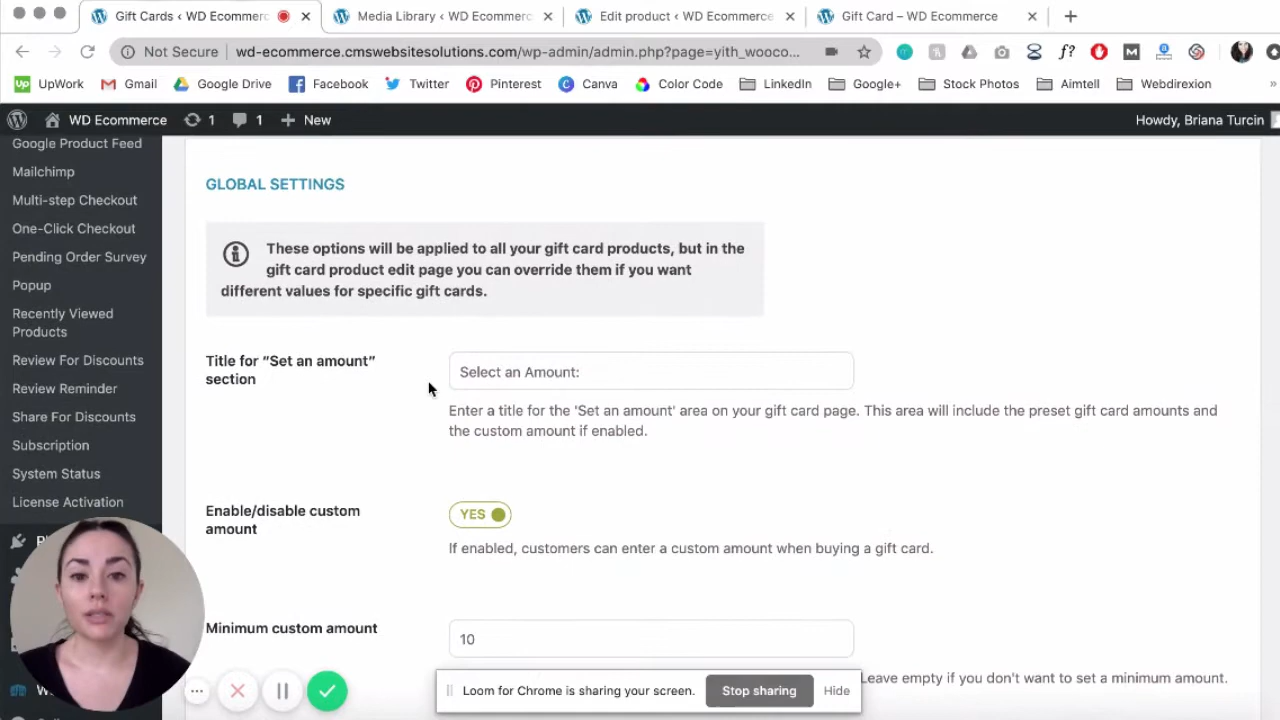 Gift Cards ‹ WD Ecommerc
Media Library ‹ WD Ecommerc
Edit product ‹ WD Ecommerce
Gift Card – WD Ecommerce
Not Secure
wd-ecommerce.cmswebsitesolutions.com/wp-admin/admin.php?page=yith_wooco...
f?
M
Up UpWork
Gmail
Google Drive
Facebook
Twitter
Pinterest
Canva
Color Code
LinkedIn
Google+
Stock Photos
Aimtell
Webdirexion
»
WD Ecommerce
1
1
New
Howdy, Briana Turcin
Google Product Feed
Mailchimp
Multi-step Checkout
One-Click Checkout
Pending Order Survey
Popup
Recently Viewed
Products
Review For Discounts
Review Reminder
Share For Discounts
Subscription
System Status
License Activation
GLOBAL SETTINGS
These options will be applied to all your gift card products, but in the
gift card product edit page you can override them if you want
different values for specific gift cards.
Title for "Set an amount"
section
Select an Amount:
Enter a title for the 'Set an amount' area on your gift card page. This area will include the preset gift card amounts and
the custom amount if enabled.
Enable/disable custom
amount
YES
If enabled, customers can enter a custom amount when buying a gift card.
Minimum custom amount
10
Leave empty if you don't want to set a minimum amount.
Loom for Chrome is sharing your screen.
Stop sharing
Hide